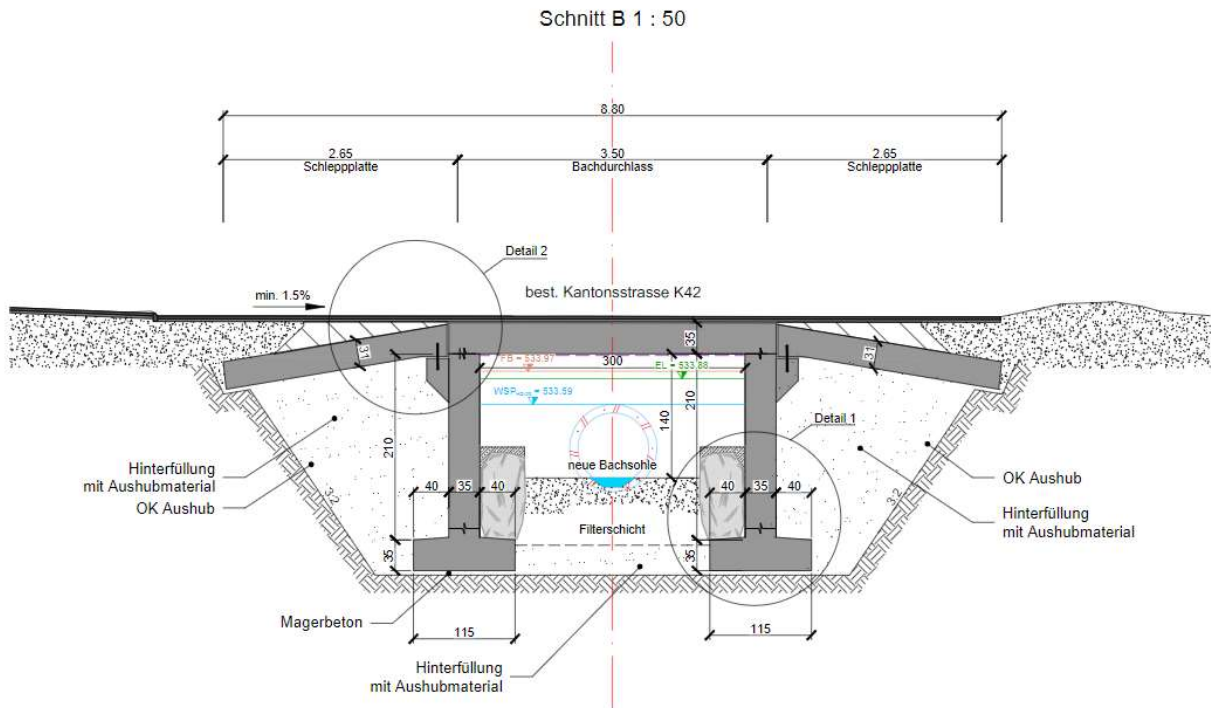 Schnitt B 1 : 50
8.80
2.65
Schleppplatte
3.50
Bachdurchlass
2.65
Schleppplatte
Detail 2
min. 1.5%
best. Kantonsstrasse K42
35
31
31
FB = 533.97
300
EL = 533.88
WSP = 533.59
210
140
210
Detail 1
neue Bachsohle
Hinterfüllung
mit Aushubmaterial
OK Aushub
3:2
40
35
40
40
35
40
3:2
OK Aushub
Hinterfüllung
mit Aushubmaterial
Filterschicht
35
35
Magerbeton
115
115
Hinterfüllung
mit Aushubmaterial